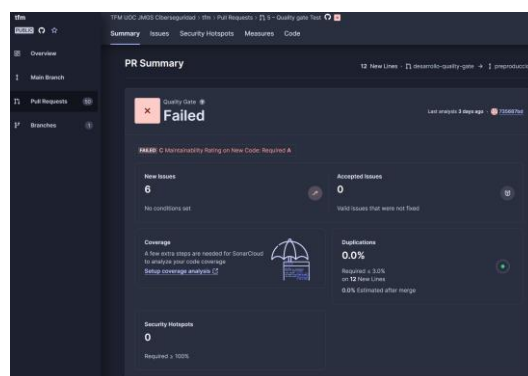 tfm
TFM UOC JMGS Ciberseguridad > tfm > Pull Requests > 5 - Quality gate Test
PUBLIC
Summary Issues Security Hotspots Measures Code
Overview
Main Branch
Pull Requests 10
Branches 1
PR Summary
12 New Lines · desarrollo-quality-gate → preproducci
Quality Gate
Failed
Last analysis 3 days ago
FAILED C Maintainability Rating on New Code: Required A
New Issues
6
No conditions set
Accepted Issues
0
Valid issues that were not fixed
Coverage
A few extra steps are needed for SonarCloud
to analyze your code coverage
Setup coverage analysis
Duplications
0.0%
Required ≤ 3.0%
on 12 New Lines
0.0% Estimated after merge
Security Hotspots
0
Required ≥ 100%